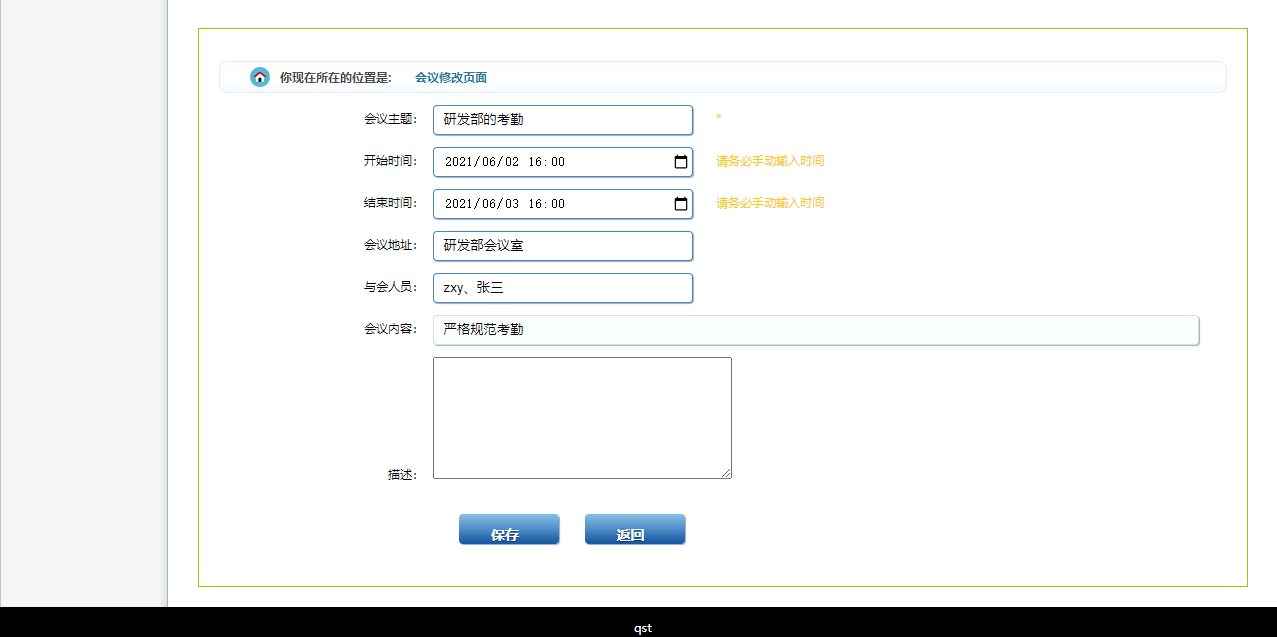 你现在所在的位置是: 会议修改页面
会议主题: 研发部的考勤 *
开始时间: 2021/06/02 16:00 请务必手动输入时间
结束时间: 2021/06/03 16:00 请务必手动输入时间
会议地址: 研发部会议室
与会人员: zxy、张三
会议内容: 严格规范考勤
描述:
保存 返回
qst